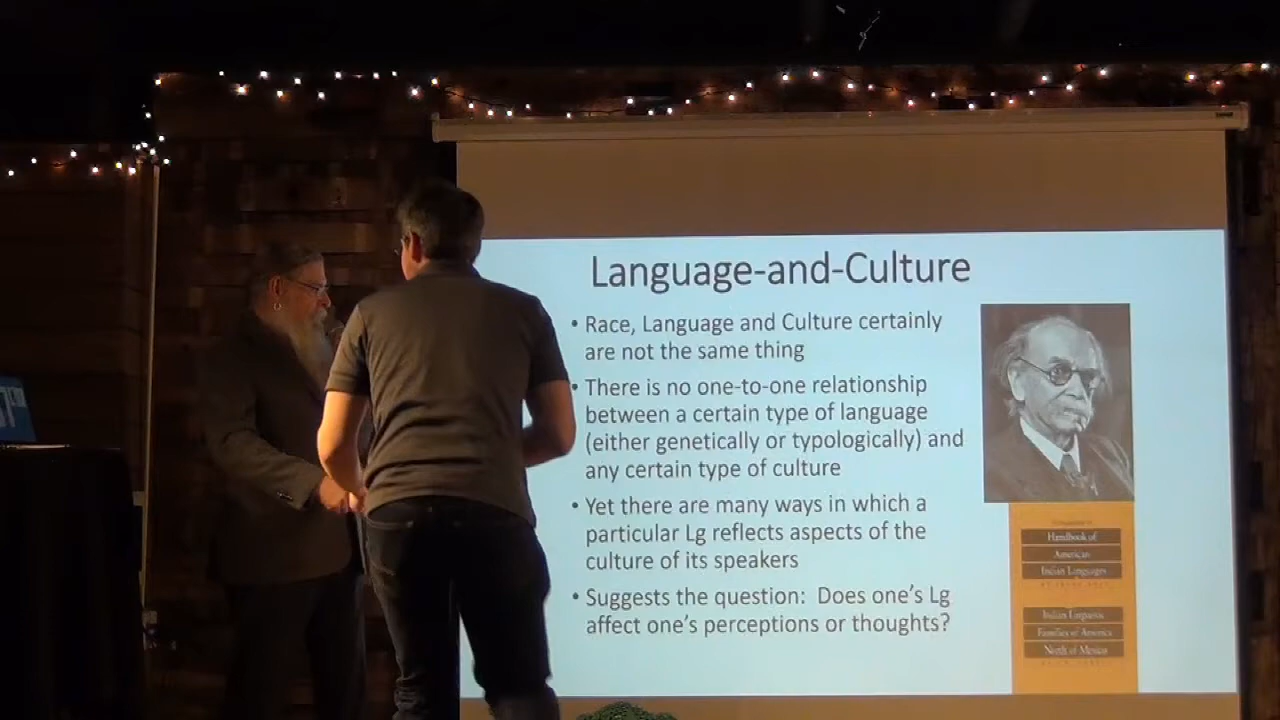 Language-and-Culture
• Race, Language and Culture certainly
are not the same thing
• There is no one-to-one relationship
between a certain type of language
(either genetically or typologically) and
any certain type of culture
• Yet there are many ways in which a
particular Lg reflects aspects of the
culture of its speakers
• Suggests the question:  Does one's Lg
affect one's perceptions or thoughts?
Handbook of
American
Indian Languages
Indian Linguistic
Families of America
North of Mexico